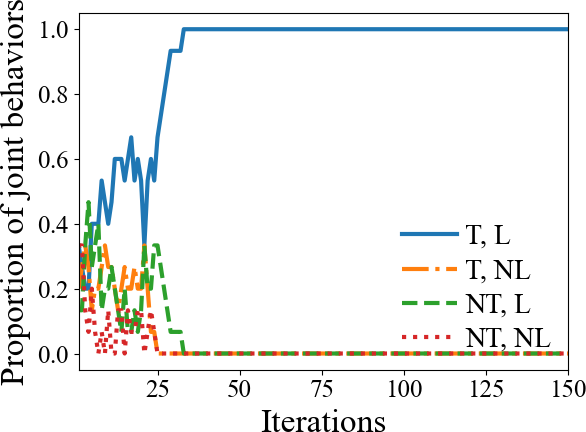 Proportion of joint behaviors
1.0
0.8
0.6
0.4
0.2
0.0
T, L
T, NL
NT, L
NT, NL
25 50 75 100 125 150
Iterations